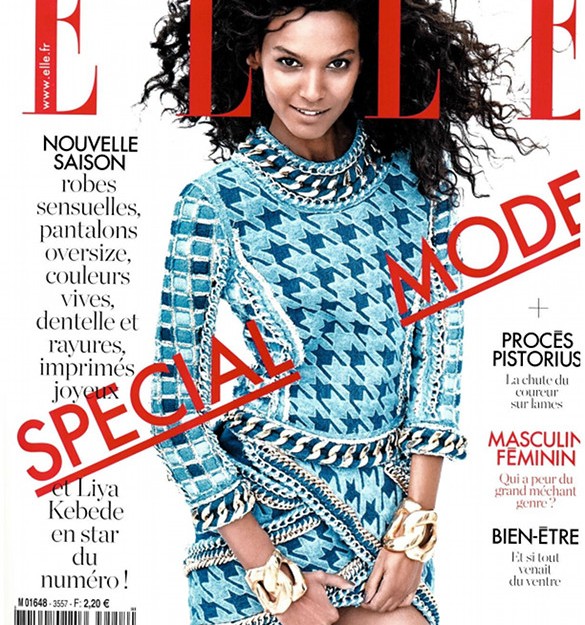 ELLE
www.elle.fr
NOUVELLE
SAISON
robes
sensuelles,
pantalons
oversize,
couleurs
vives,
dentelle et
rayures,
imprimés
joyeux
SPECIAL MODE
et Liya
Kebede
en star
du
numéro !
M 01648 - 3557 - F: 2,20 €
+
PROCÈS
PISTORIUS
La chute du
coureur
sur lames
MASCULIN
FÉMININ
Qui a peur du
grand méchant
genre ?
BIEN-ÊTRE
Et si tout
venait
du ventre